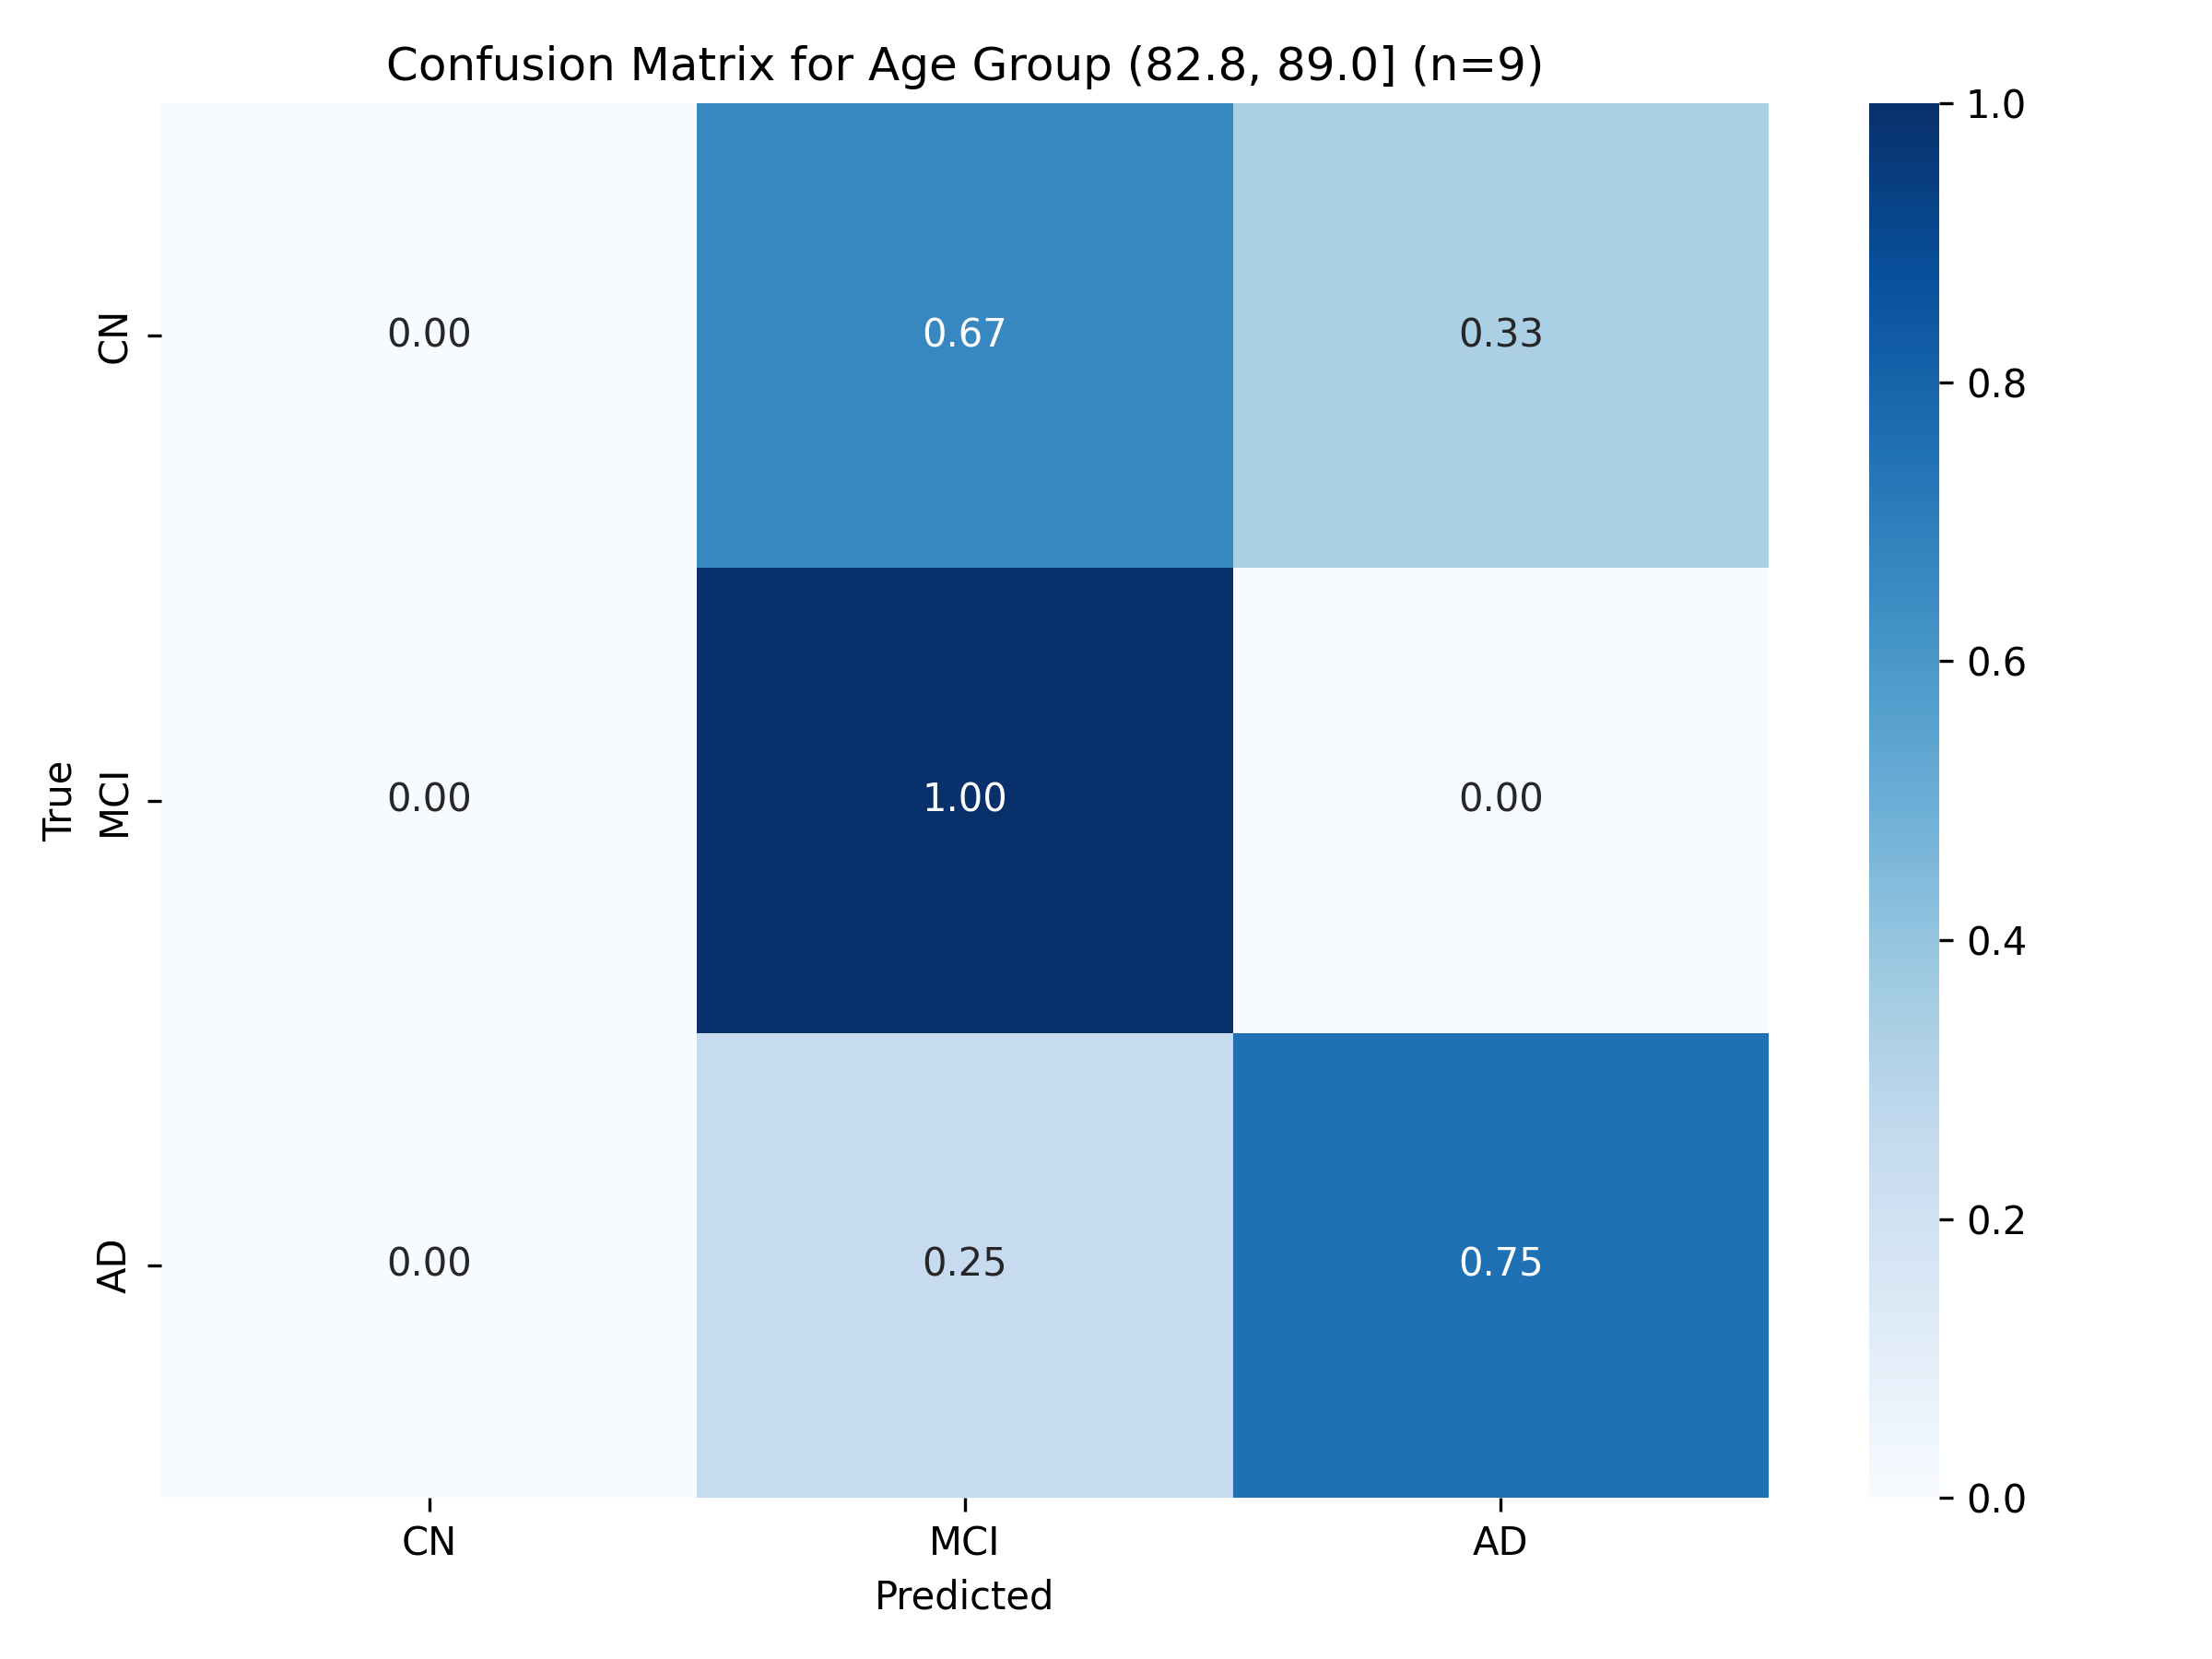 Confusion Matrix for Age Group (82.8, 89.0] (n=9)
True
CN
0.00 0.67 0.33
MCI
0.00 1.00 0.00
AD
0.00 0.25 0.75
CN MCI AD
Predicted
1.0
0.8
0.6
0.4
0.2
0.0